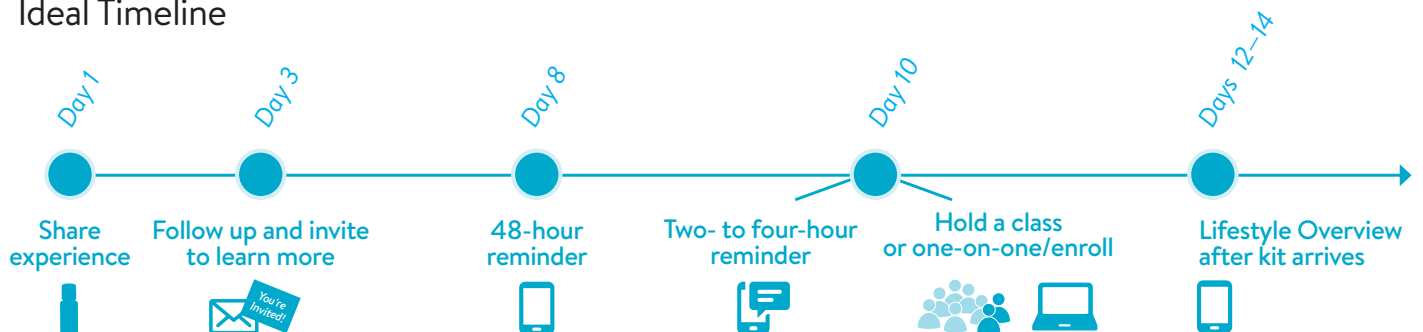 Ideal Timeline
Day 1
Day 3
Day 8
Day 10
Days 12–14
Share
experience
Follow up and invite
to learn more
48-hour
reminder
Two- to four-hour
reminder
Hold a class
or one-on-one/enroll
Lifestyle Overview
after kit arrives
You're
Invited!